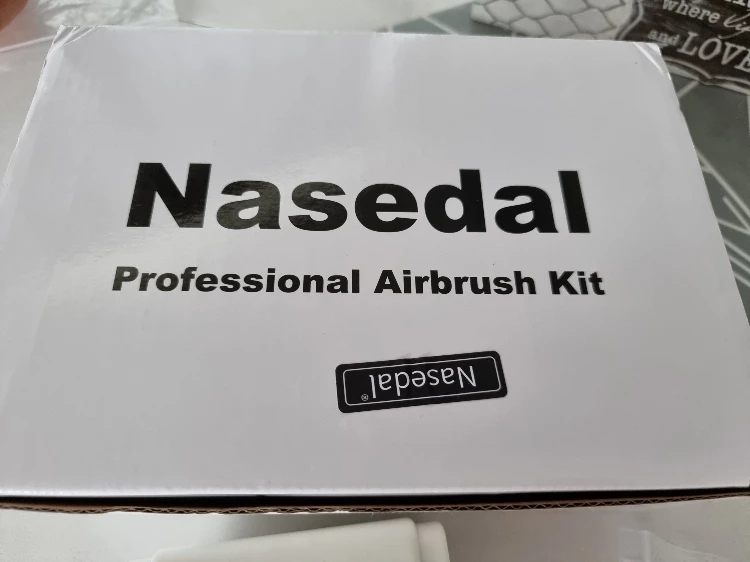 where
and LOVE
Nasedal
Professional Airbrush Kit
Nasedal®